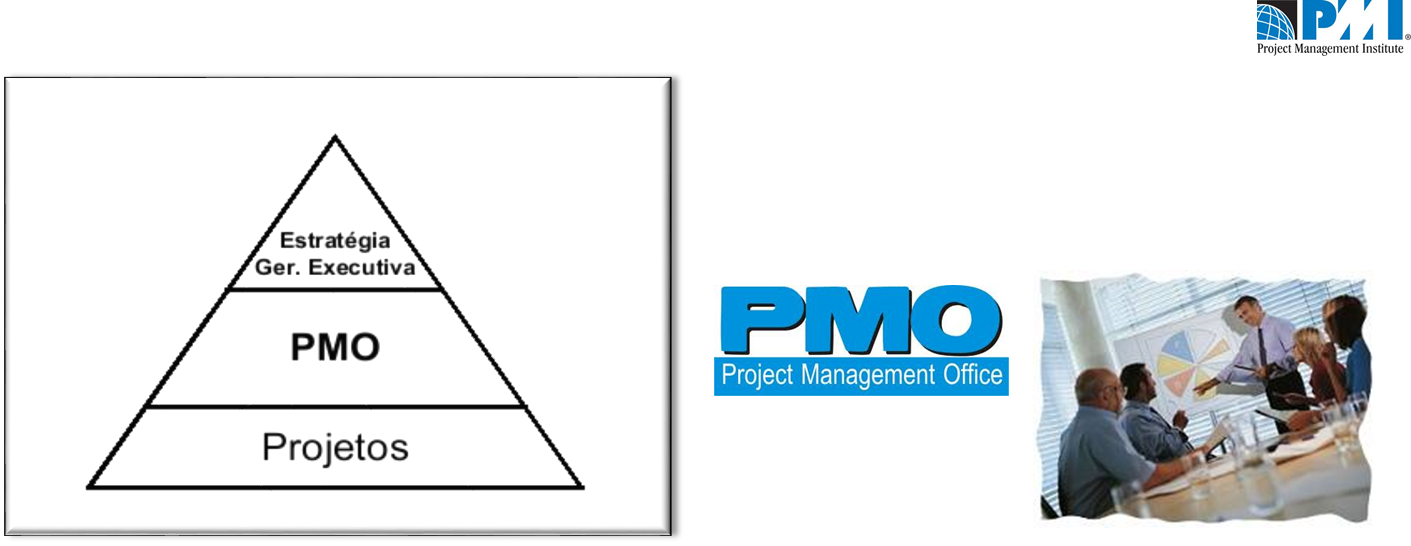 PMI
Project Management Institute
Estratégia
Ger. Executiva
PMO
Projetos
PMO
Project Management Office